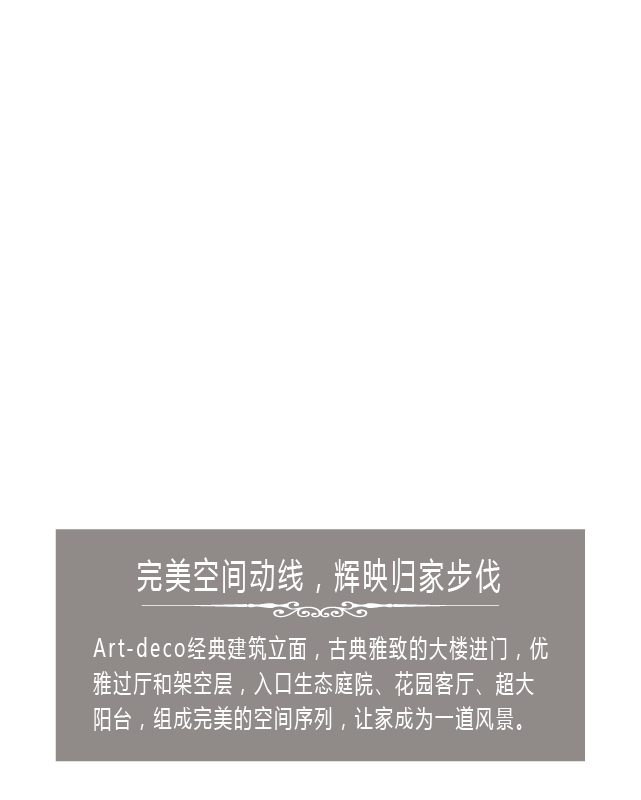 完美空间动线，辉映归家步伐
Art-deco经典建筑立面，古典雅致的大楼进门，优
雅过厅和架空层，入口生态庭院、花园客厅、超大
阳台，组成完美的空间序列，让家成为一道风景。